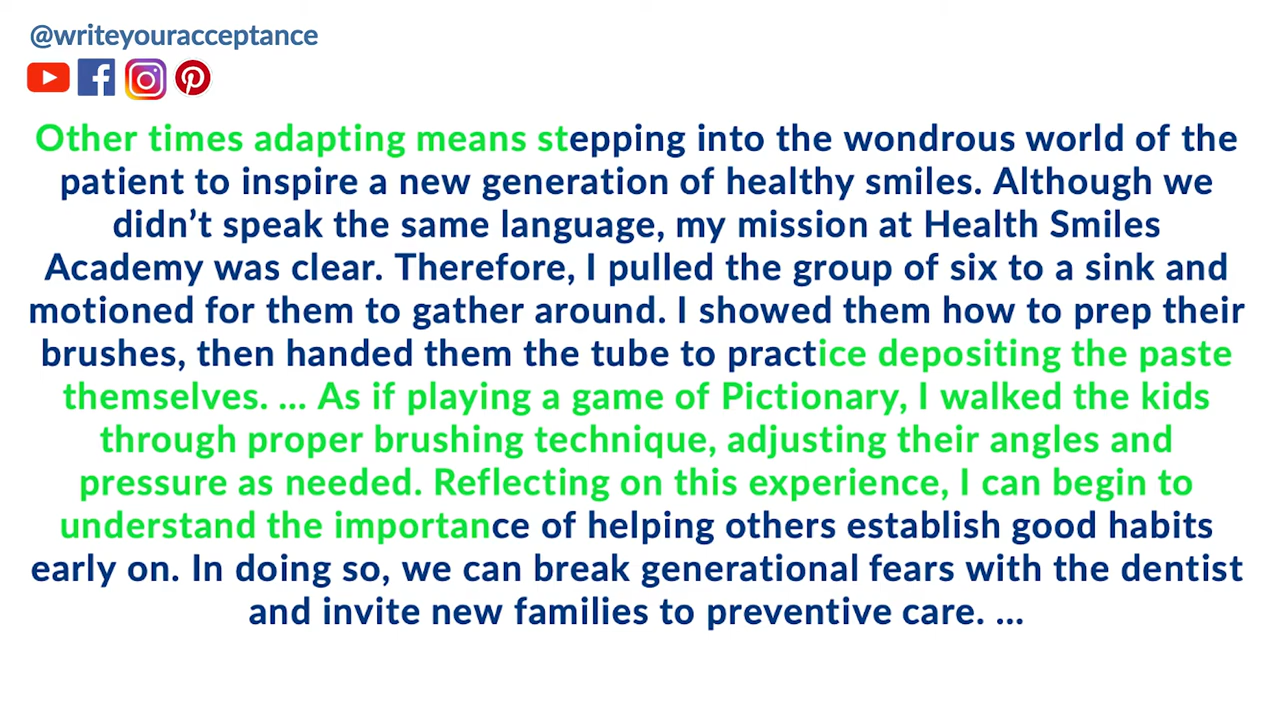 @writeyouracceptance
Other times adapting means stepping into the wondrous world of the
patient to inspire a new generation of healthy smiles. Although we
didn’t speak the same language, my mission at Health Smiles
Academy was clear. Therefore, I pulled the group of six to a sink and
motioned for them to gather around. I showed them how to prep their
brushes, then handed them the tube to practice depositing the paste
themselves. ... As if playing a game of Pictionary, I walked the kids
through proper brushing technique, adjusting their angles and
pressure as needed. Reflecting on this experience, I can begin to
understand the importance of helping others establish good habits
early on. In doing so, we can break generational fears with the dentist
and invite new families to preventive care. ...